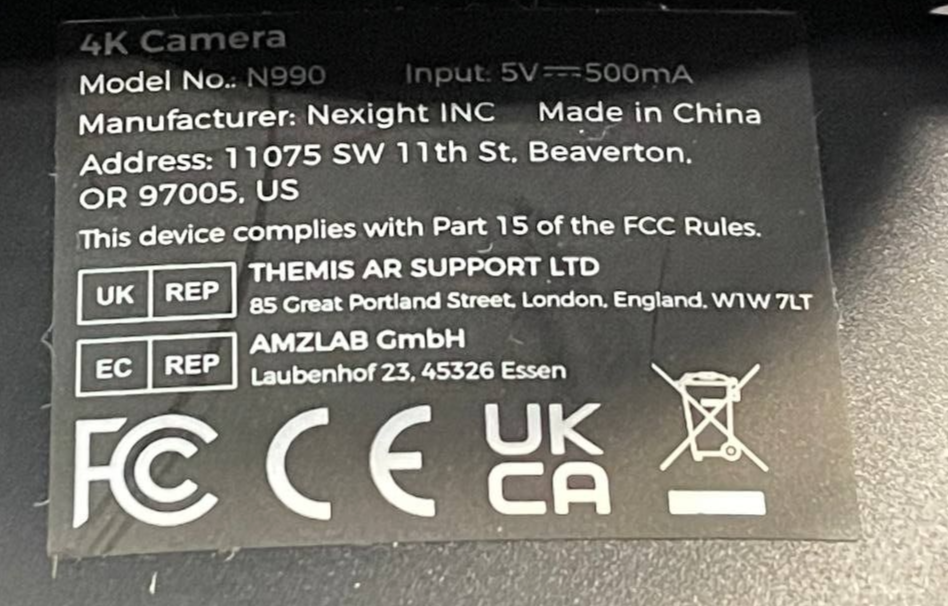 4K Camera
Model No.: N990 Input: 5V⎓500mA
Manufacturer: Nexight INC Made in China
Address: 11075 SW 11th St, Beaverton,
OR 97005, US
This device complies with Part 15 of the FCC Rules.
UK REP THEMIS AR SUPPORT LTD
85 Great Portland Street, London, England, W1W 7LT
EC REP AMZLAB GmbH
Laubenhof 23, 45326 Essen
FC CE UK
CA